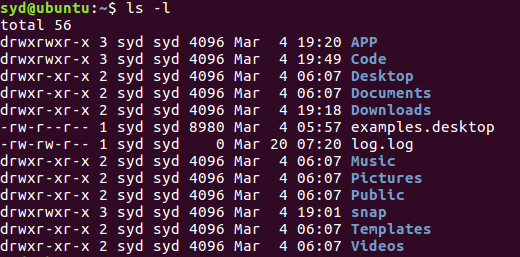 syd@ubuntu:~$ ls -l
total 56
drwxrwxr-x 3 syd syd 4096 Mar  4 19:20 APP
drwxrwxr-x 3 syd syd 4096 Mar  4 19:49 Code
drwxr-xr-x 2 syd syd 4096 Mar  4 06:07 Desktop
drwxr-xr-x 2 syd syd 4096 Mar  4 06:07 Documents
drwxr-xr-x 2 syd syd 4096 Mar  4 19:18 Downloads
-rw-r--r-- 1 syd syd 8980 Mar  4 05:57 examples.desktop
-rw-rw-r-- 1 syd syd    0 Mar 20 07:20 log.log
drwxr-xr-x 2 syd syd 4096 Mar  4 06:07 Music
drwxr-xr-x 2 syd syd 4096 Mar  4 06:07 Pictures
drwxr-xr-x 2 syd syd 4096 Mar  4 06:07 Public
drwxr-xr-x 3 syd syd 4096 Mar  4 19:01 snap
drwxr-xr-x 2 syd syd 4096 Mar  4 06:07 Templates
drwxr-xr-x 2 syd syd 4096 Mar  4 06:07 Videos